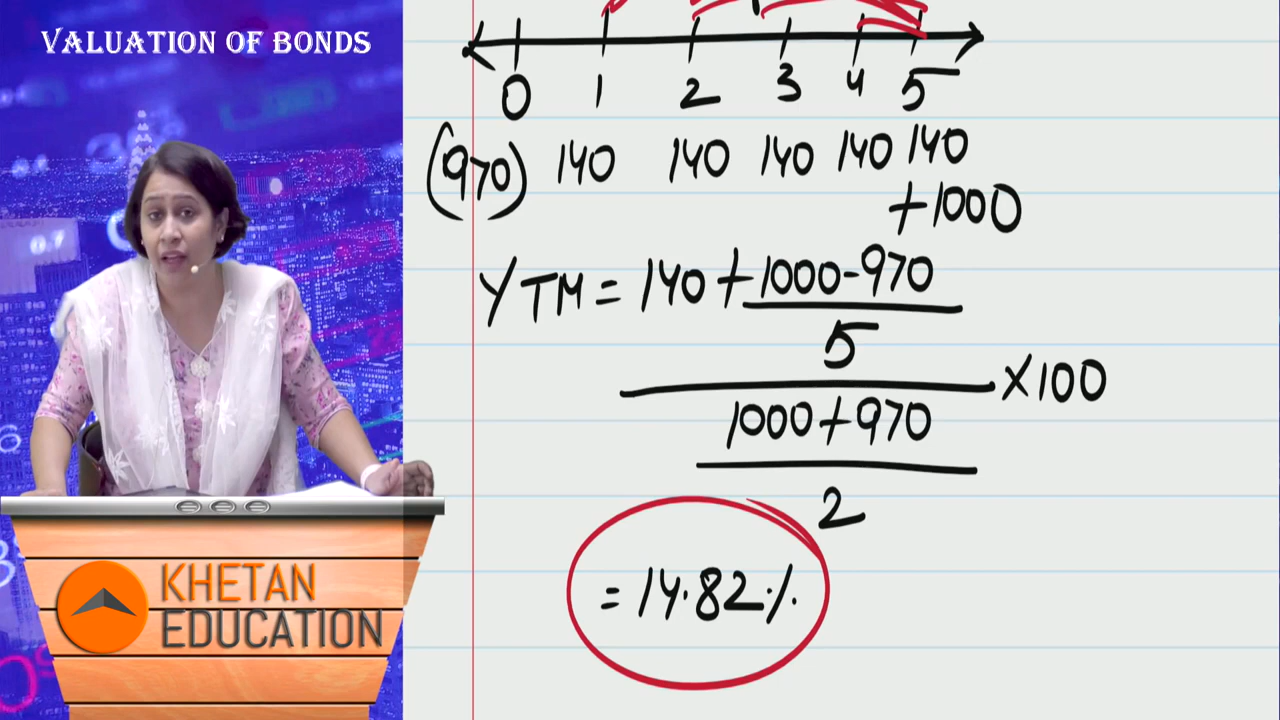 VALUATION OF BONDS
0 1 2 3 4 5
(970) 140 140 140 140 140
+1000
YTM = 140 + 1000-970
5
×100
1000+970
2
= 14.82%
KHETAN
EDUCATION